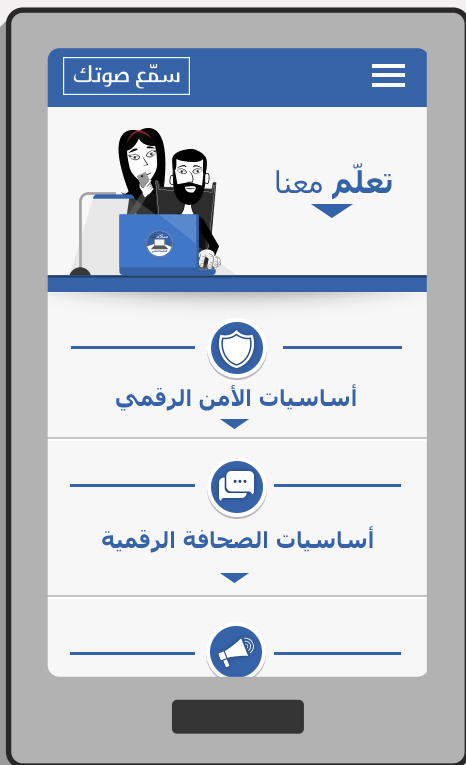 سمّع صوتك
تعلّم معنا
أساسيات الأمن الرقمي
أساسيات الصحافة الرقمية